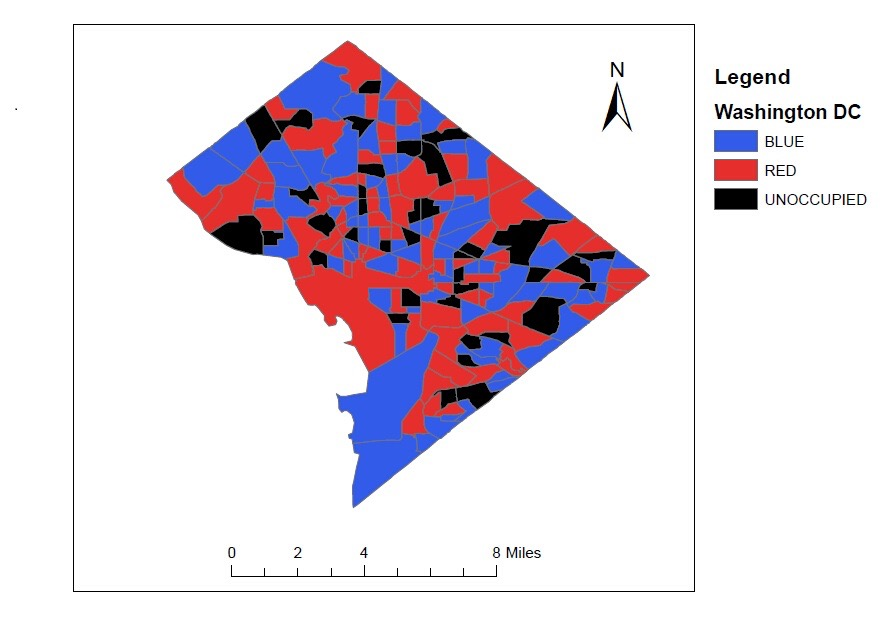 N
Legend
Washington DC
BLUE
RED
UNOCCUPIED
0 2 4 8 Miles